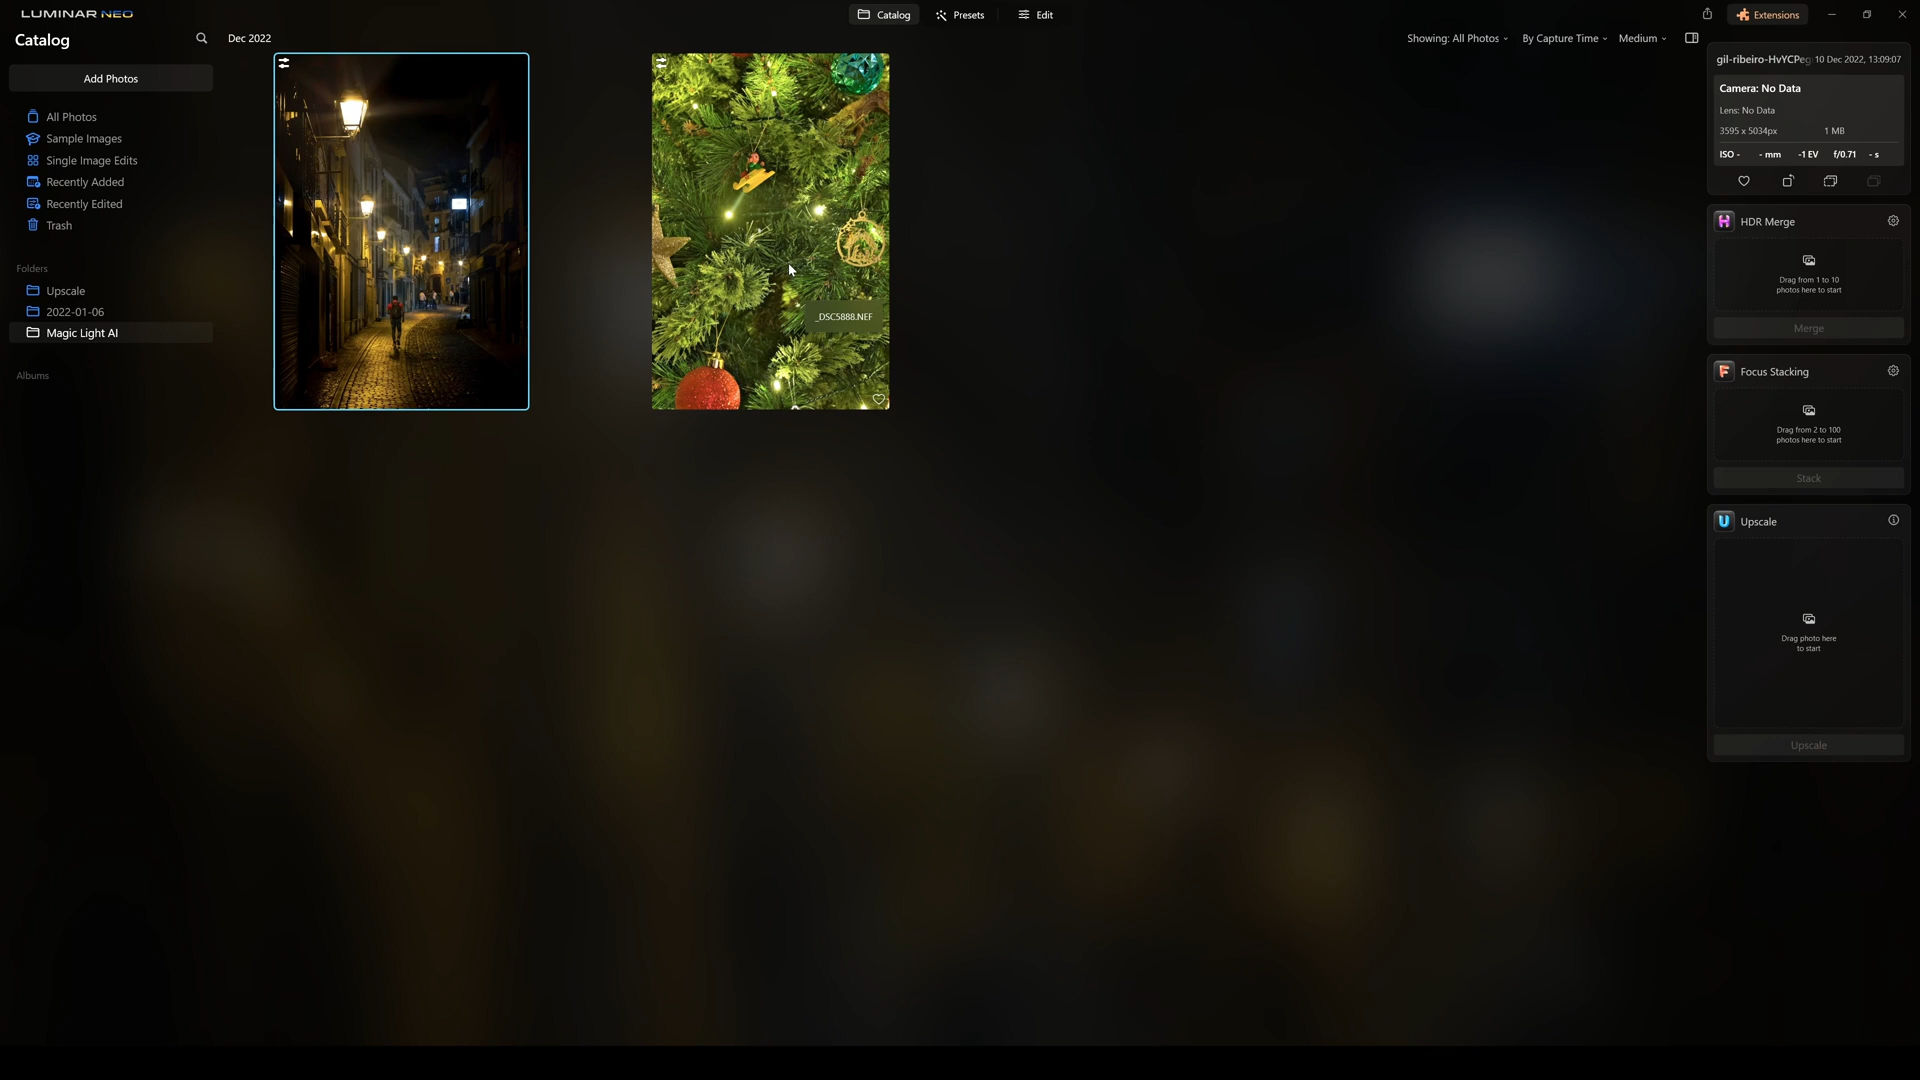 LUMINAR NEO
Catalog
Presets
Edit
Extensions
Catalog
Dec 2022
Showing: All Photos
By Capture Time
Medium
Add Photos
All Photos
Sample Images
Single Image Edits
Recently Added
Recently Edited
Trash
Folders
Upscale
2022-01-06
Magic Light AI
Albums
_DSC5888.NEF
gil-ribeiro-HvYCPeg 10 Dec 2022, 13:09:07
Camera: No Data
Lens: No Data
3595 x 5034px 1 MB
ISO - - mm -1 EV f/0.71 - s
HDR Merge
Drag from 1 to 10
photos here to start
Merge
Focus Stacking
Drag from 2 to 100
photos here to start
Stack
Upscale
Drag photo here
to start
Upscale